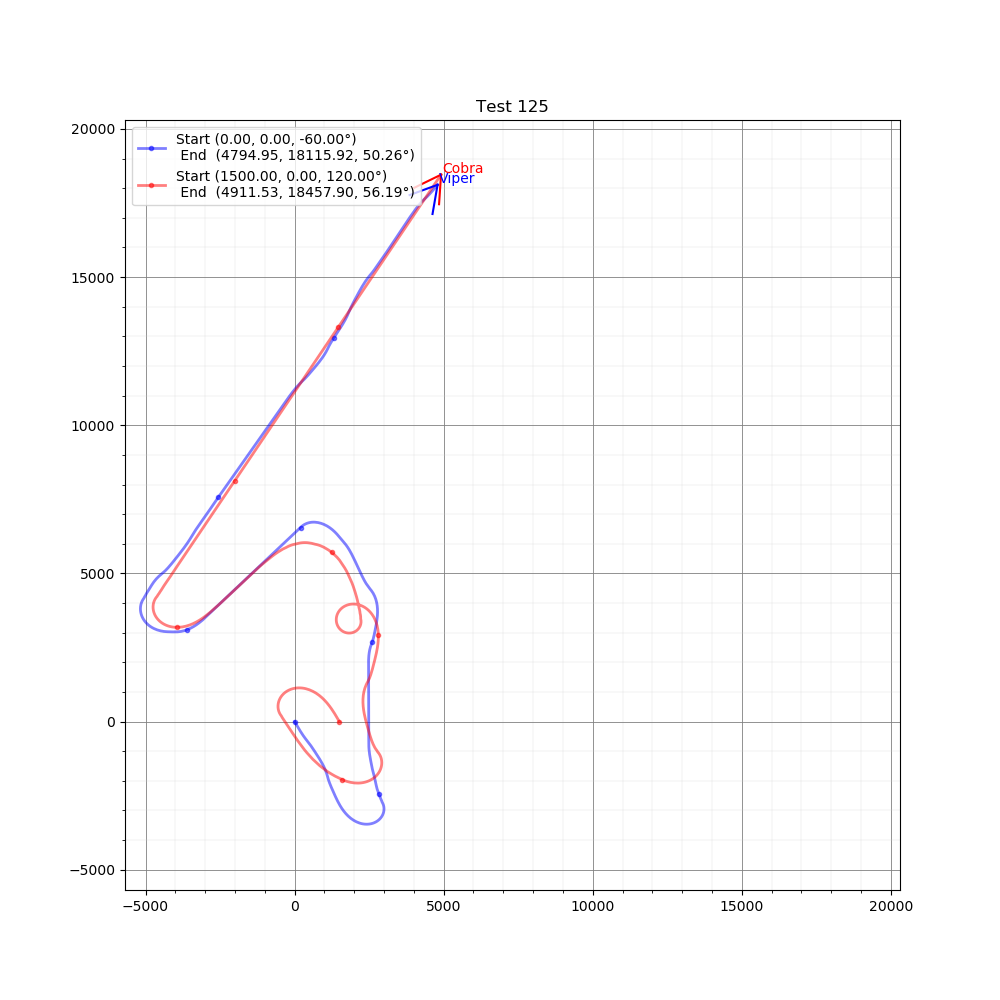 Test 125
20000
Start (0.00, 0.00, -60.00°)
End  (4794.95, 18115.92, 50.26°)
Start (1500.00, 0.00, 120.00°)
End  (4911.53, 18457.90, 56.19°)
Cobra
Viper
15000
10000
5000
0
−5000
−5000
0
5000
10000
15000
20000